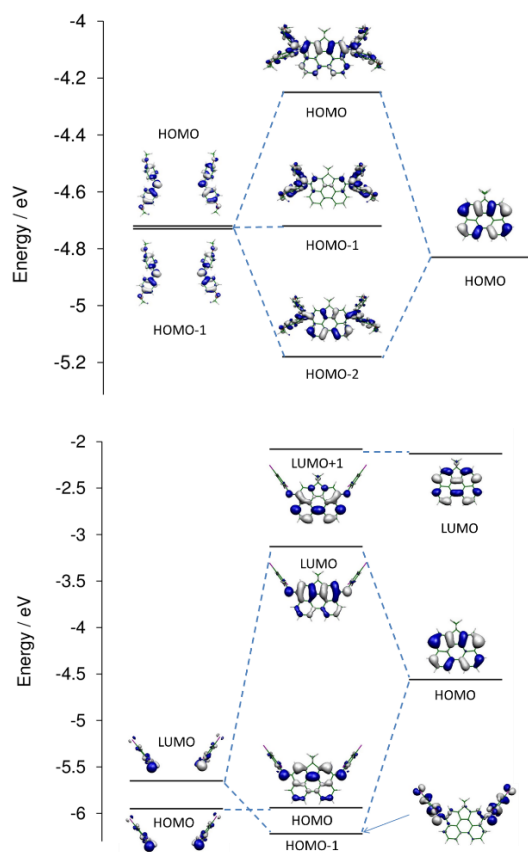 -4
-4.2
-4.4
-4.6
-4.8
-5
-5.2
Energy / eV
HOMO
HOMO
HOMO-1
HOMO-1
HOMO
HOMO-2
-2
-2.5
-3
-3.5
-4
-4.5
-5
-5.5
-6
Energy / eV
LUMO+1
LUMO
LUMO
HOMO
LUMO
HOMO
HOMO
HOMO-1